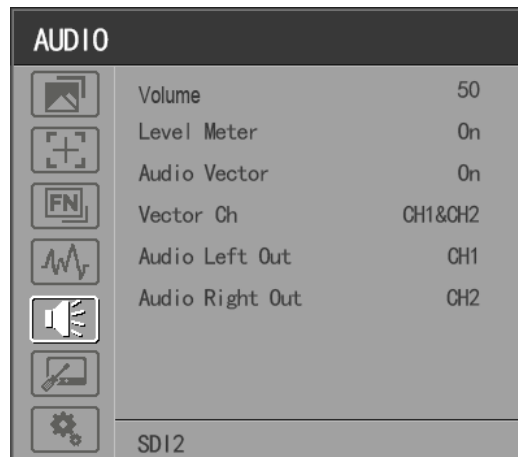 AUDIO
Volume 50
Level Meter On
Audio Vector On
FN
Vector Ch CH1&CH2
Audio Left Out CH1
Audio Right Out CH2
SDI2